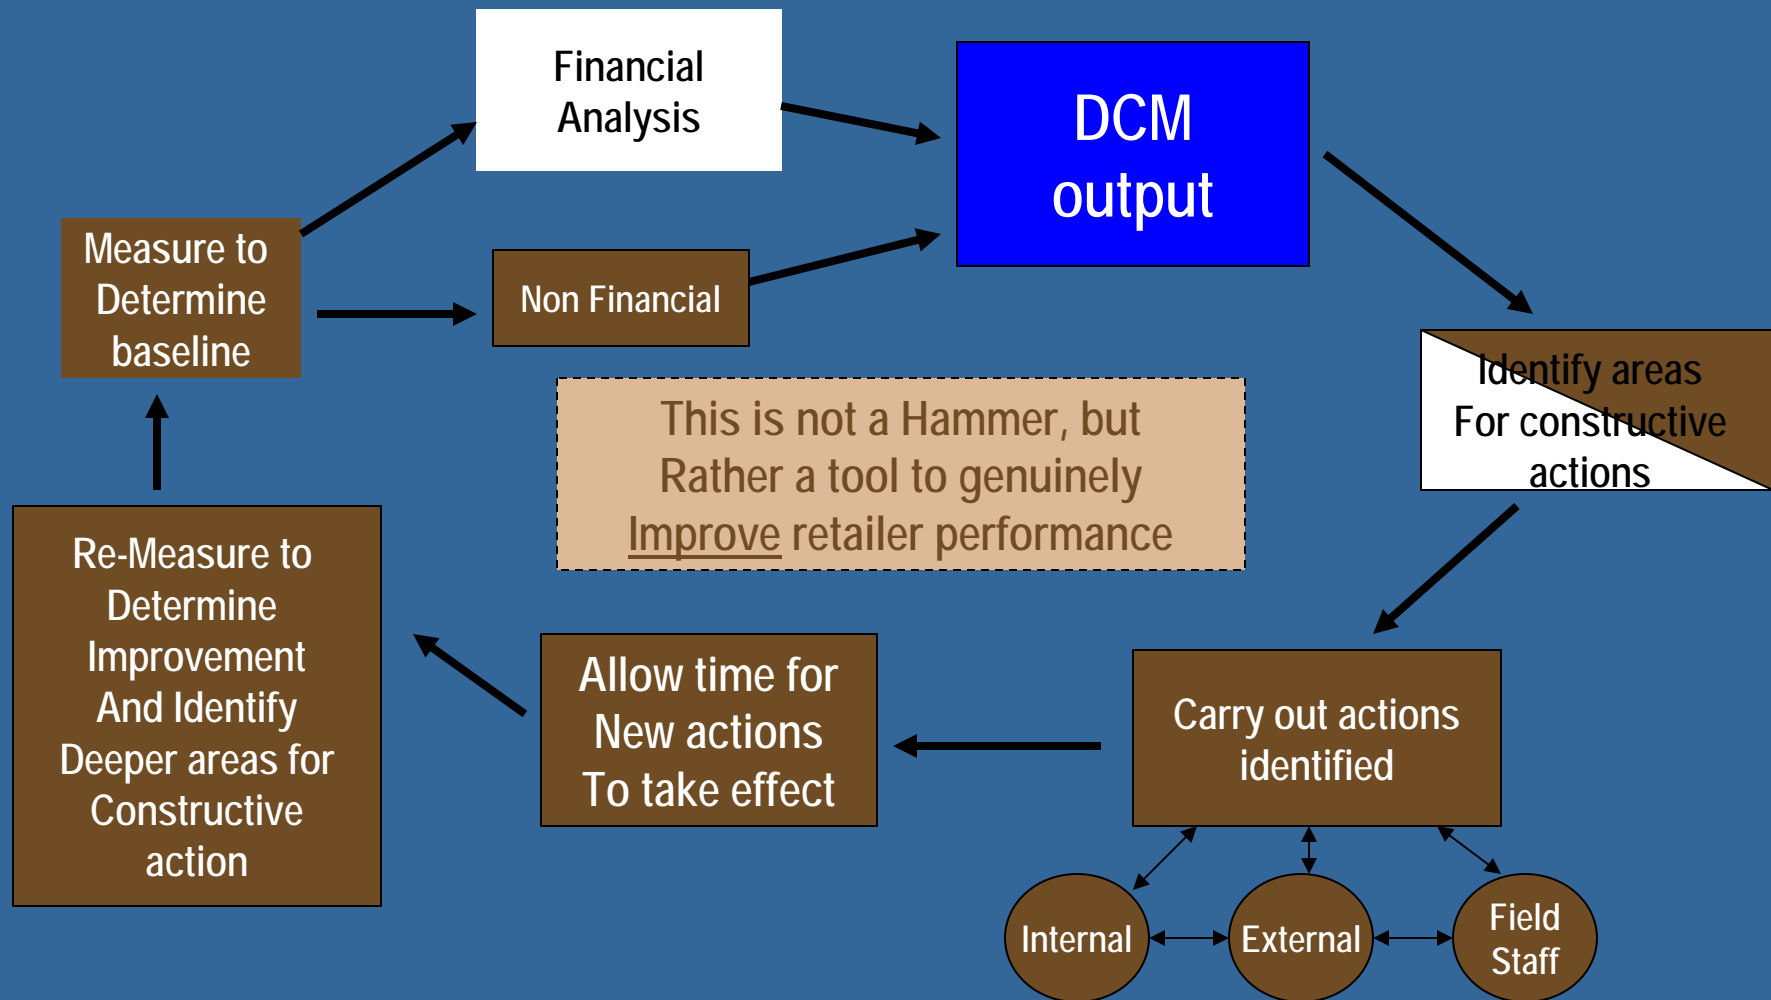 Financial
Analysis
DCM
output
Measure to
Determine
baseline
Non Financial
Identify areas
For constructive
actions
This is not a Hammer, but
Rather a tool to genuinely
Improve retailer performance
Re-Measure to
Determine
Improvement
And Identify
Deeper areas for
Constructive
action
Allow time for
New actions
To take effect
Carry out actions
identified
Internal
External
Field
Staff